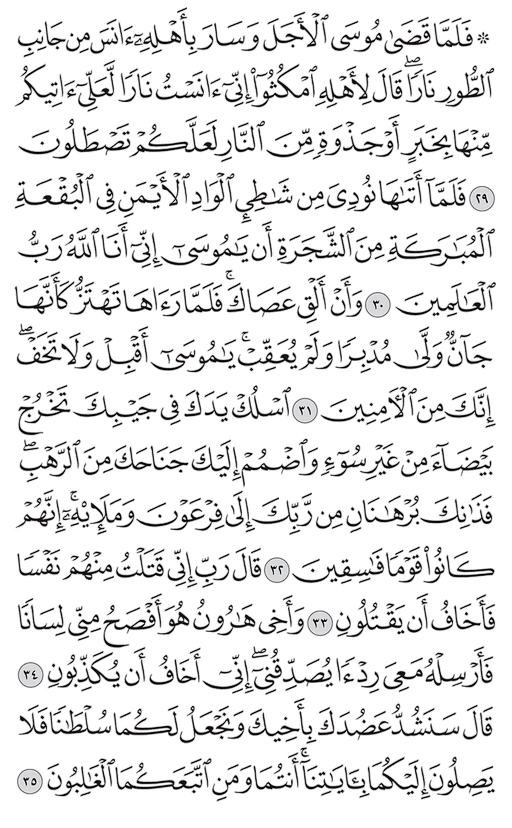 ۞ فَلَمَّا قَضَىٰ مُوسَى ٱلْأَجَلَ وَسَارَ بِأَهْلِهِۦٓ ءَانَسَ مِن جَانِبِ
ٱلطُّورِ نَارًاۖ قَالَ لِأَهْلِهِ ٱمْكُثُوٓا۟ إِنِّىٓ ءَانَسْتُ نَارًا لَّعَلِّىٓ ءَاتِيكُم
مِّنْهَا بِخَبَرٍ أَوْ جَذْوَةٍ مِّنَ ٱلنَّارِ لَعَلَّكُمْ تَصْطَلُونَ
٢٩ فَلَمَّآ أَتَىٰهَا نُودِىَ مِن شَـٰطِئِ ٱلْوَادِ ٱلْأَيْمَنِ فِى ٱلْبُقْعَةِ
ٱلْمُبَـٰرَكَةِ مِنَ ٱلشَّجَرَةِ أَن يَـٰمُوسَىٰٓ إِنِّىٓ أَنَا ٱللَّهُ رَبُّ
ٱلْعَـٰلَمِينَ ٣٠ وَأَنْ أَلْقِ عَصَاكَۚ فَلَمَّا رَءَاهَا تَهْتَزُّ كَأَنَّهَا
جَآنٌّ وَلَّىٰ مُدْبِرًا وَلَمْ يُعَقِّبْۚ يَـٰمُوسَىٰٓ أَقْبِلْ وَلَا تَخَفْۖ
إِنَّكَ مِنَ ٱلْـَٔامِنِينَ ٣١ ٱسْلُكْ يَدَكَ فِى جَيْبِكَ تَخْرُجْ
بَيْضَآءَ مِنْ غَيْرِ سُوٓءٍ وَٱضْمُمْ إِلَيْكَ جَنَاحَكَ مِنَ ٱلرَّهْبِۖ
فَذَٰنِكَ بُرْهَـٰنَانِ مِن رَّبِّكَ إِلَىٰ فِرْعَوْنَ وَمَلَإِي۟هِۦٓۚ إِنَّهُمْ
كَانُوا۟ قَوْمًا فَـٰسِقِينَ ٣٢ قَالَ رَبِّ إِنِّى قَتَلْتُ مِنْهُمْ نَفْسًا
فَأَخَافُ أَن يَقْتُلُونِ ٣٣ وَأَخِى هَـٰرُونُ هُوَ أَفْصَحُ مِنِّى لِسَانًا
فَأَرْسِلْهُ مَعِىَ رِدْءًا يُصَدِّقُنِىٓۖ إِنِّىٓ أَخَافُ أَن يُكَذِّبُونِ ٣٤
قَالَ سَنَشُدُّ عَضُدَكَ بِأَخِيكَ وَنَجْعَلُ لَكُمَا سُلْطَـٰنًا فَلَا
يَصِلُونَ إِلَيْكُمَا بِـَٔايَـٰتِنَآۚ أَنتُمَا وَمَنِ ٱتَّبَعَكُمَا ٱلْغَـٰلِبُونَ ٣٥